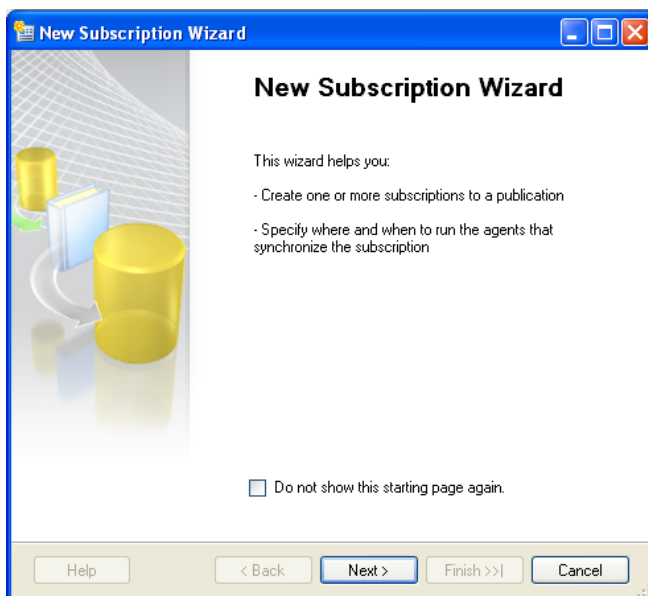 New Subscription Wizard
New Subscription Wizard
This wizard helps you:
- Create one or more subscriptions to a publication
- Specify where and when to run the agents that
synchronize the subscription
Do not show this starting page again.
Help
< Back
Next >
Finish >>|
Cancel